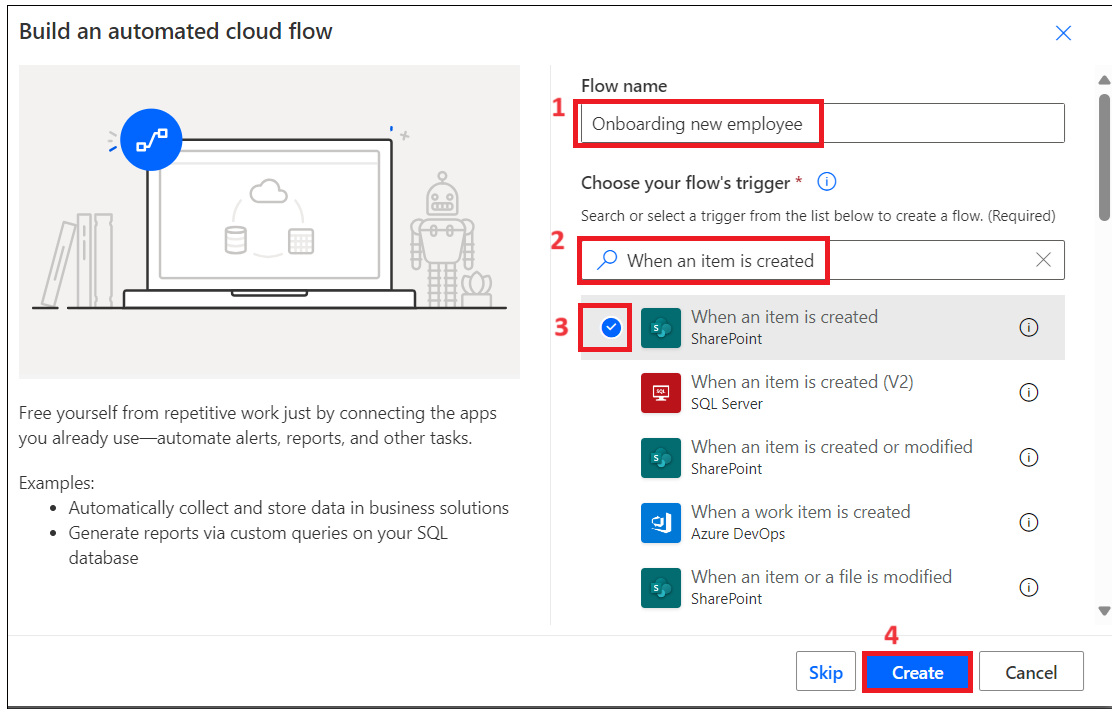 Build an automated cloud flow
Free yourself from repetitive work just by connecting the apps
you already use—automate alerts, reports, and other tasks.
Examples:
• Automatically collect and store data in business solutions
• Generate reports via custom queries on your SQL
database
Flow name
1
Onboarding new employee
Choose your flow's trigger *
Search or select a trigger from the list below to create a flow. (Required)
2
When an item is created
3
When an item is created
SharePoint
When an item is created (V2)
SQL Server
When an item is created or modified
SharePoint
When a work item is created
Azure DevOps
When an item or a file is modified
SharePoint
4
Skip
Create
Cancel